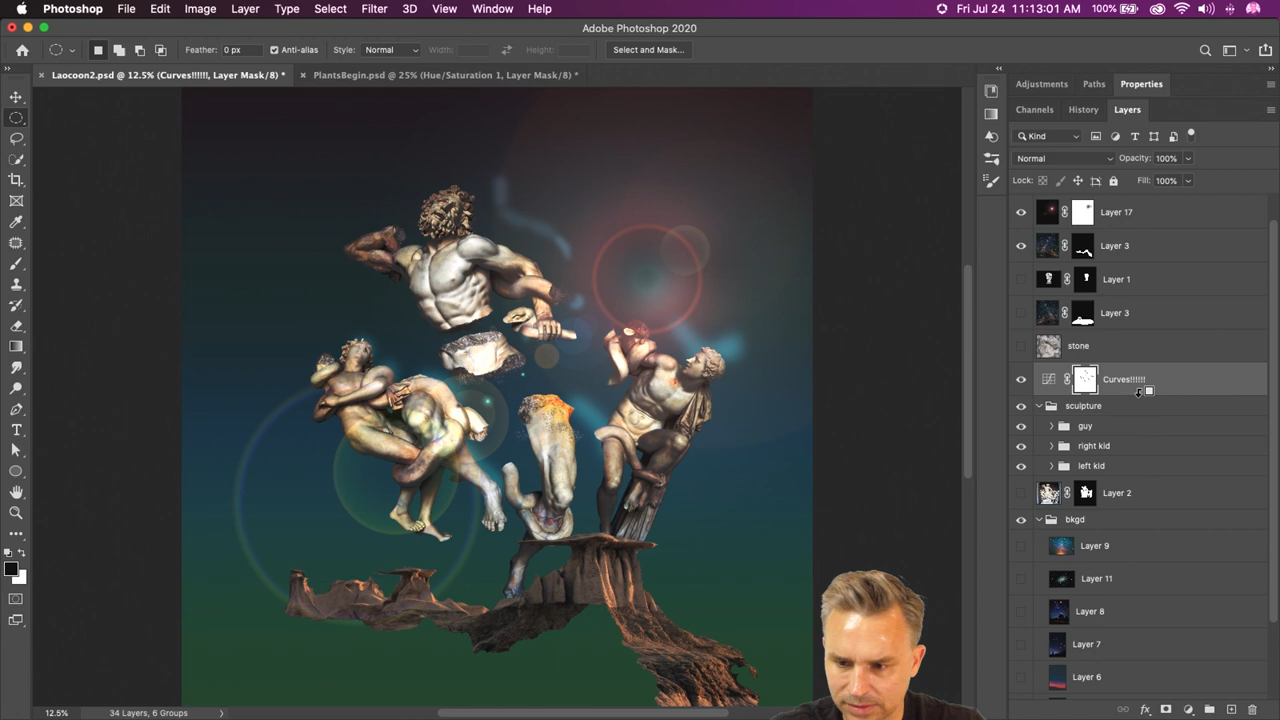 Photoshop File Edit Image Layer Type Select Filter 3D View Window Help 100% Fri Jul 24 11:13:01 AM
Adobe Photoshop 2020
Feather: 0 px Anti-alias Style: Normal Width: Height: Select and Mask...
Laocoon2.psd @ 12.5% (Curves!!!!!!, Layer Mask/8) * PlantsBegin.psd @ 25% (Hue/Saturation 1, Layer Mask/8) *
Adjustments Paths Properties
Channels History Layers
Kind
Normal Opacity: 100%
Lock: Fill: 100%
Layer 17
Layer 3
Layer 1
Layer 3
stone
Curves!!!!!!
sculpture
guy
right kid
left kid
Layer 2
bkgd
Layer 9
Layer 11
Layer 8
Layer 7
Layer 6
12.5% 34 Layers, 6 Groups